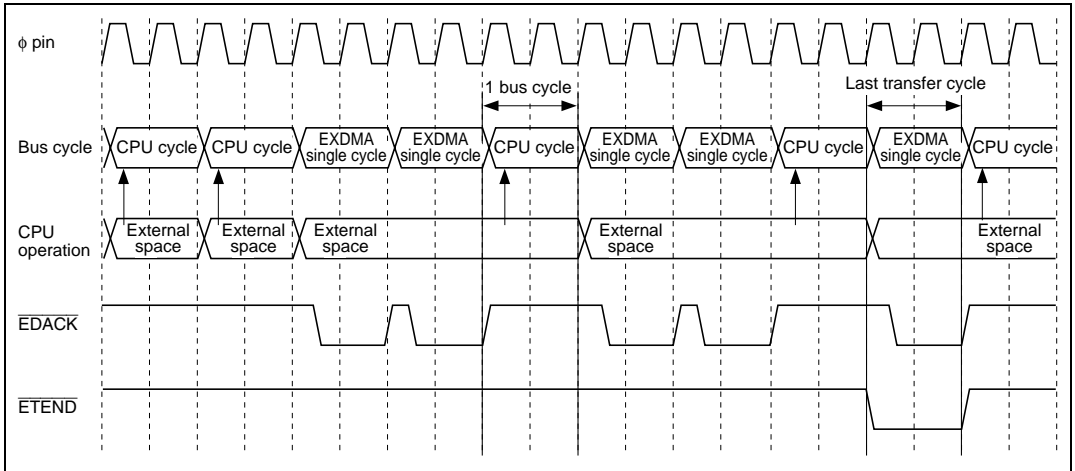 ϕ pin
1 bus cycle
Last transfer cycle
Bus cycle
CPU cycle
CPU cycle
EXDMA
single cycle
EXDMA
single cycle
CPU cycle
EXDMA
single cycle
EXDMA
single cycle
CPU cycle
EXDMA
single cycle
CPU cycle
CPU
operation
External
space
External
space
External
space
External
space
External
space
EDACK
ETEND